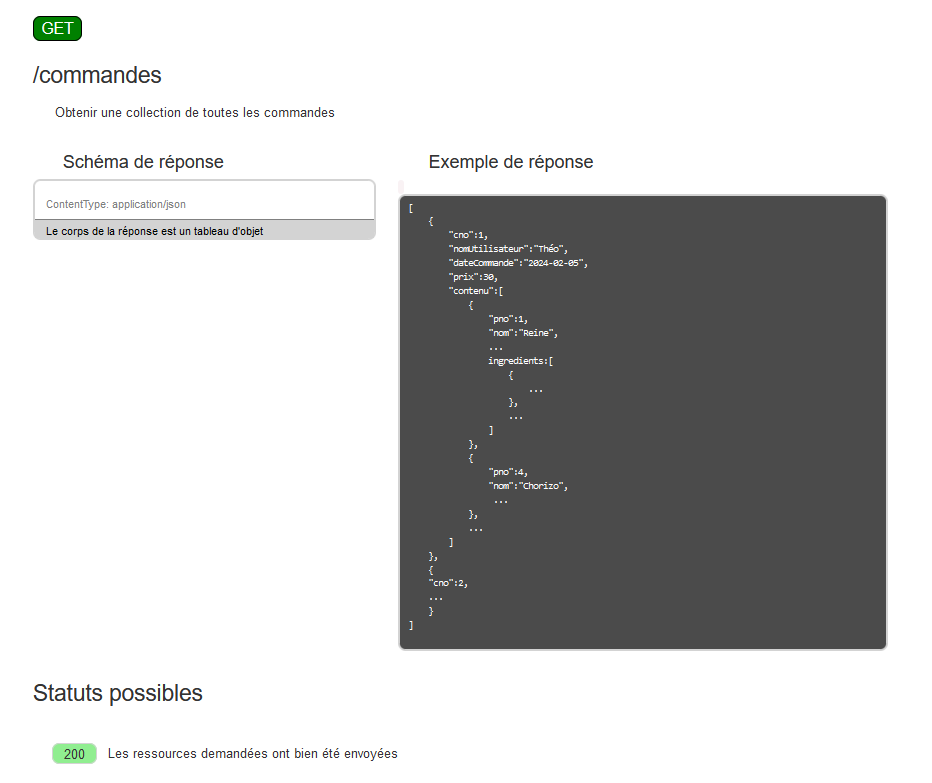 GET
/commandes
Obtenir une collection de toutes les commandes
Schéma de réponse
ContentType: application/json
Le corps de la réponse est un tableau d'objet
Exemple de réponse
[
{
"cno":1,
"nomUtilisateur":"Théo",
"dateCommande":"2024-02-05",
"prix":30,
"contenu":[
{
"pno":1,
"nom":"Reine",
...
ingredients:[
{
...
},
...
]
},
{
"pno":4,
"nom":"Chorizo",
...
},
...
]
},
{
"cno":2,
...
}
]
Statuts possibles
200 Les ressources demandées ont bien été envoyées